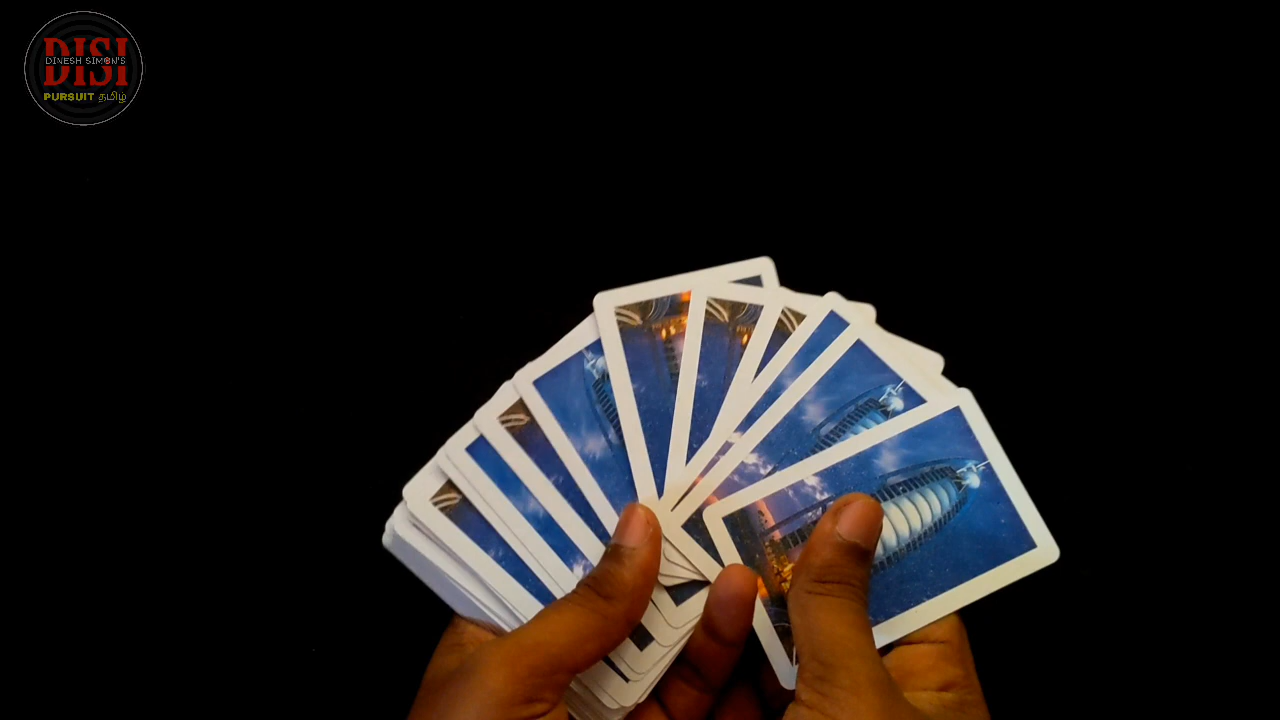 DISI
DINESH SIMON'S
PURSUIT தமிழ்